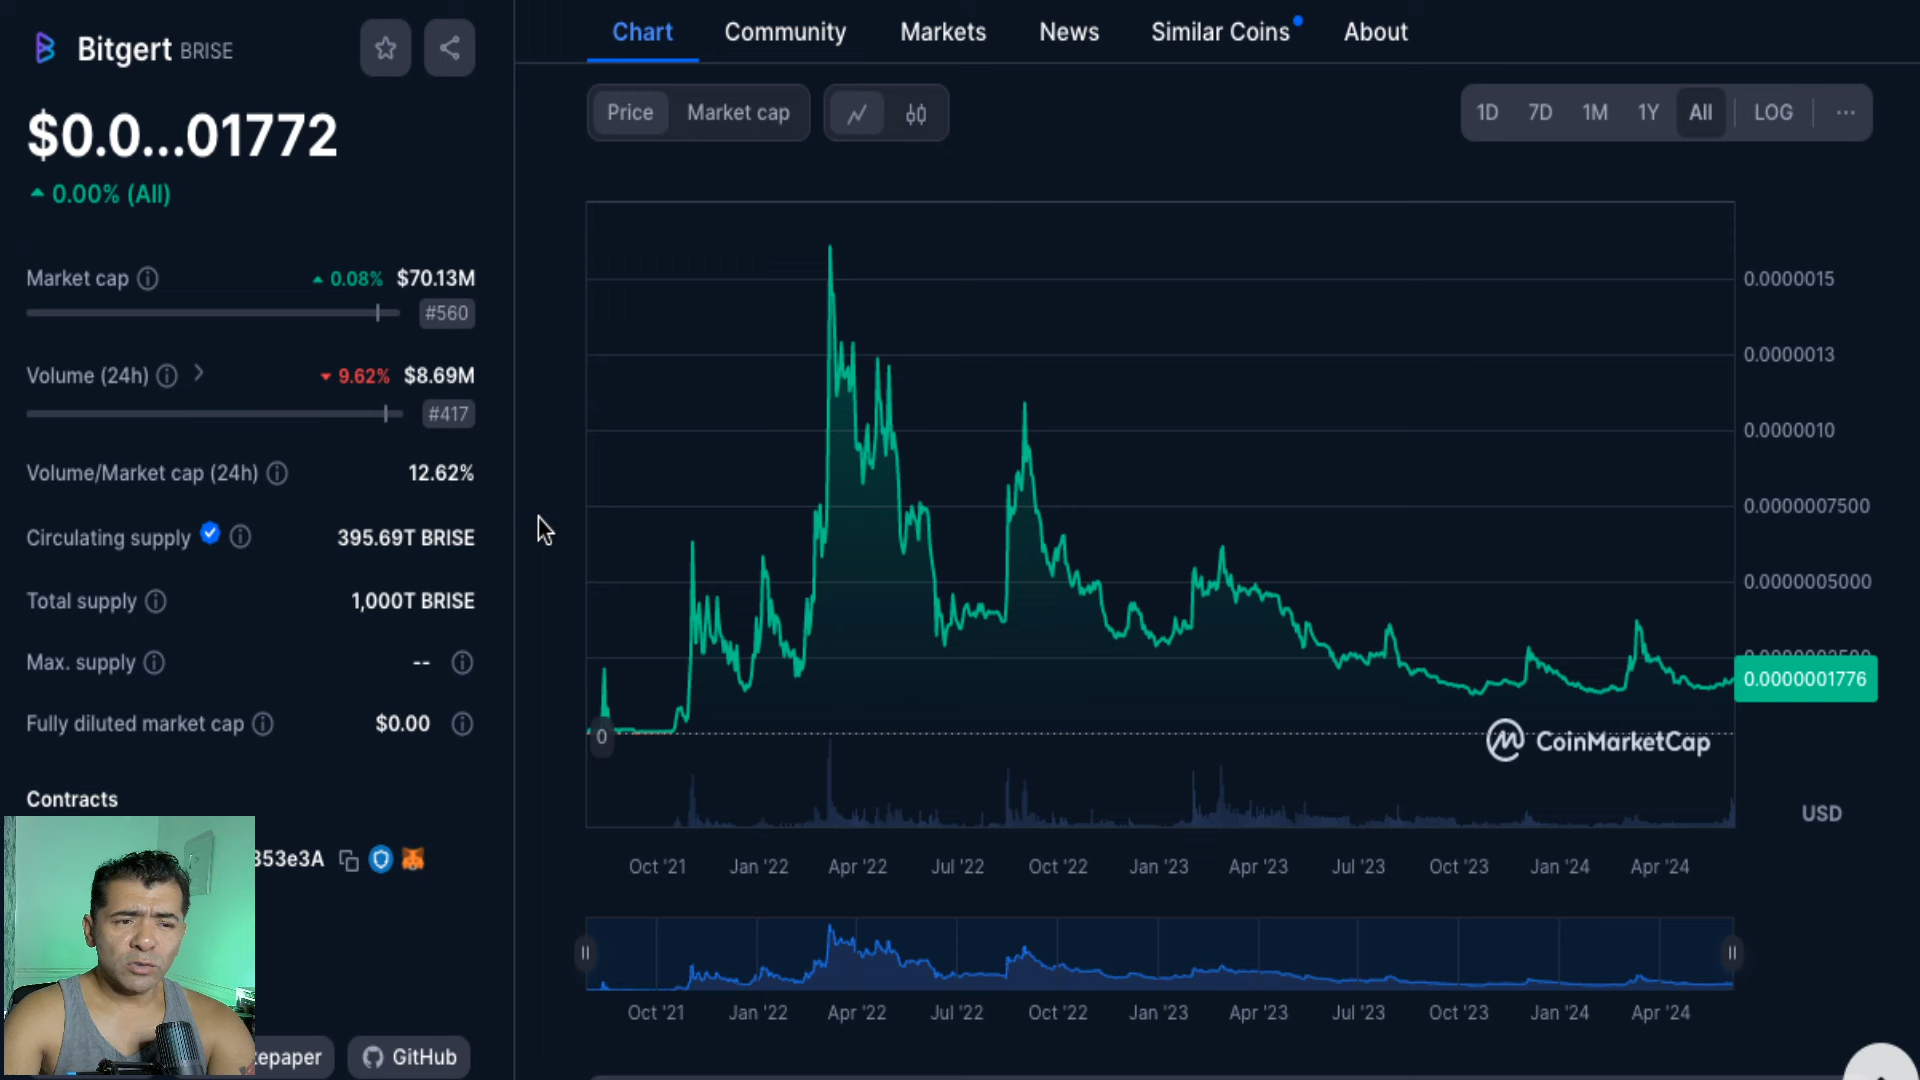 Bitgert BRISE
$0.0...01772
0.00% (All)
Market cap 0.08% $70.13M
#560
Volume (24h) 9.62% $8.69M
#417
Volume/Market cap (24h) 12.62%
Circulating supply 395.69T BRISE
Total supply 1,000T BRISE
Max. supply --
Fully diluted market cap $0.00
Contracts
353e3A
tepaper GitHub
Chart Community Markets News Similar Coins About
Price Market cap 1D 7D 1M 1Y All LOG ...
0.0000015
0.0000013
0.0000010
0.0000007500
0.0000005000
0.0000001776
0
CoinMarketCap
USD
Oct '21 Jan '22 Apr '22 Jul '22 Oct '22 Jan '23 Apr '23 Jul '23 Oct '23 Jan '24 Apr '24
Oct '21 Jan '22 Apr '22 Jul '22 Oct '22 Jan '23 Apr '23 Jul '23 Oct '23 Jan '24 Apr '24